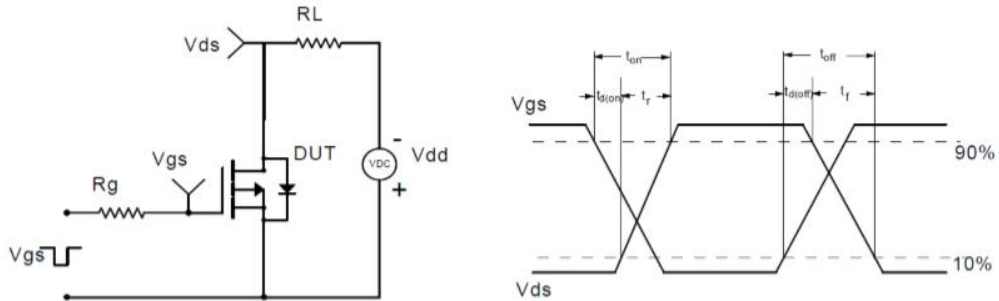 RL
Vds
DUT
VDC
-
Vdd
+
Vgs
Rg
Vgs
ton
toff
td(on)
tr
td(off)
tf
Vgs
90%
10%
Vds